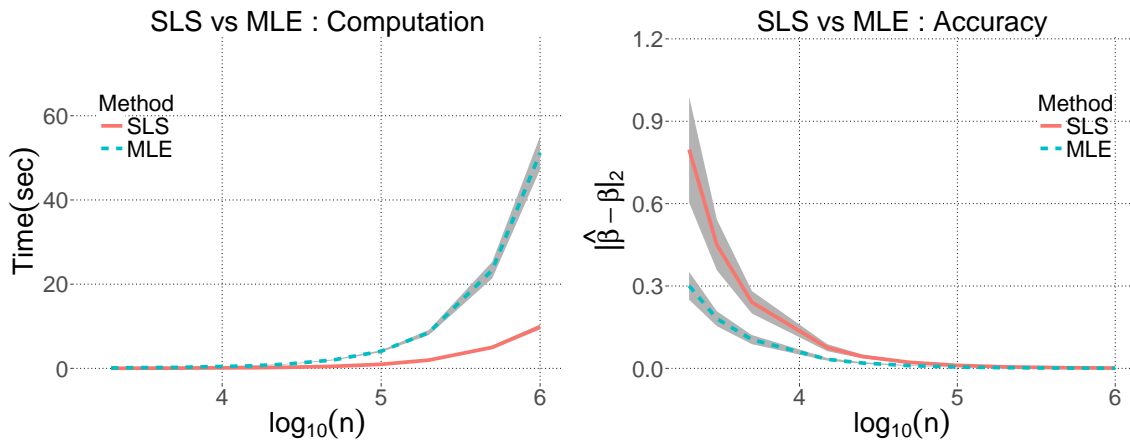 SLS vs MLE : Computation
60
40
20
0
Time(sec)
Method
SLS
MLE
4
5
6
log₁₀(n)
SLS vs MLE : Accuracy
1.2
0.9
0.6
0.3
0.0
|β̂ − β|₂
Method
SLS
MLE
4
5
6
log₁₀(n)